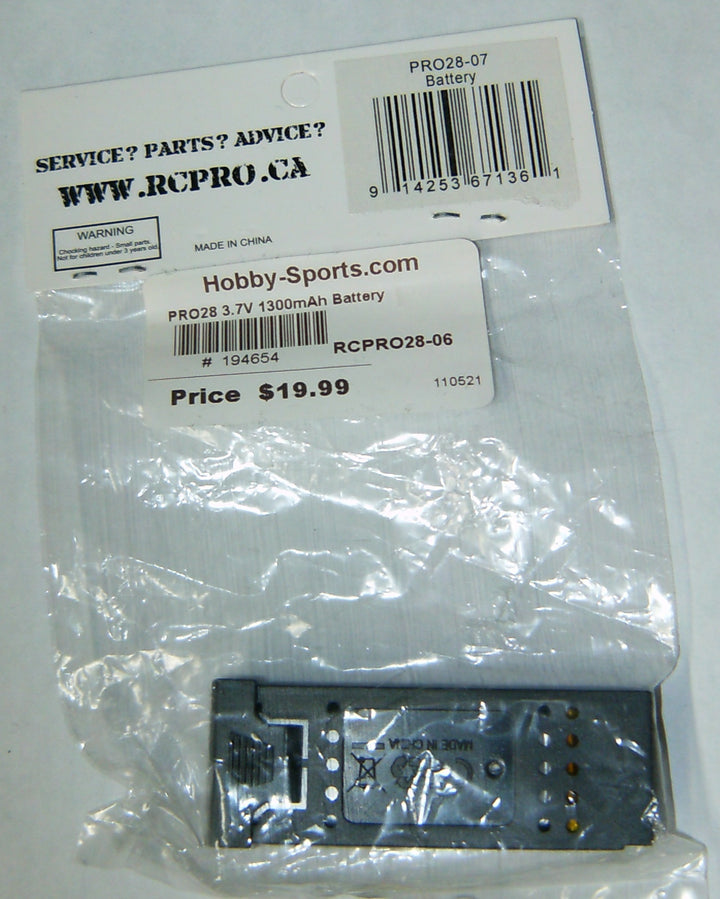 PRO28-07
Battery
9 14253 67136 1
SERVICE? PARTS? ADVICE?
WWW.RCPRO.CA
WARNING
Checking hazard - Small parts.
Not for children under 3 years old.
MADE IN CHINA
Hobby-Sports.com
PRO28 3.7V 1300mAh Battery
# 194654
RCPRO28-06
Price $19.99
110521
MADE IN CHINA